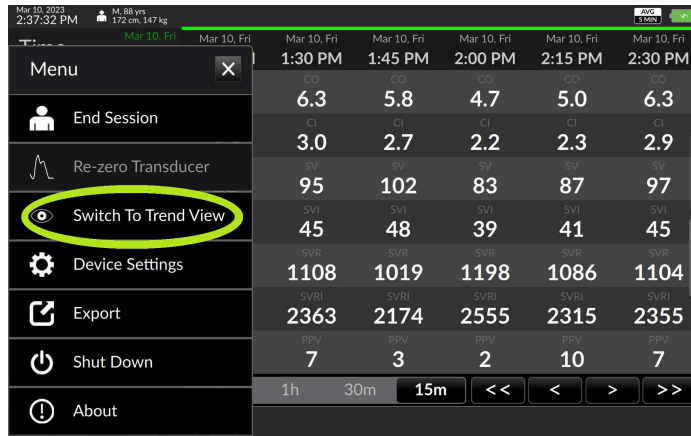 Mar 10, 2023
2:37:32 PM
M, 88 yrs
172 cm, 147 kg
AVG
5 MIN
Mar 10, Fri Mar 10, Fri Mar 10, Fri Mar 10, Fri Mar 10, Fri Mar 10, Fri Mar 10, Fri
Time 1:30 PM 1:45 PM 2:00 PM 2:15 PM 2:30 PM
Menu X
CO CO CO CO CO
6.3 5.8 4.7 5.0 6.3
End Session
CI CI CI CI CI
3.0 2.7 2.2 2.3 2.9
Re-zero Transducer
SV SV SV SV SV
95 102 83 87 97
Switch To Trend View
SVI SVI SVI SVI SVI
45 48 39 41 45
Device Settings
SVR SVR SVR SVR SVR
1108 1019 1198 1086 1104
Export
SVRI SVRI SVRI SVRI SVRI
2363 2174 2555 2315 2355
Shut Down
PPV PPV PPV PPV PPV
7 3 2 10 7
1h 30m 15m << < > >>
About